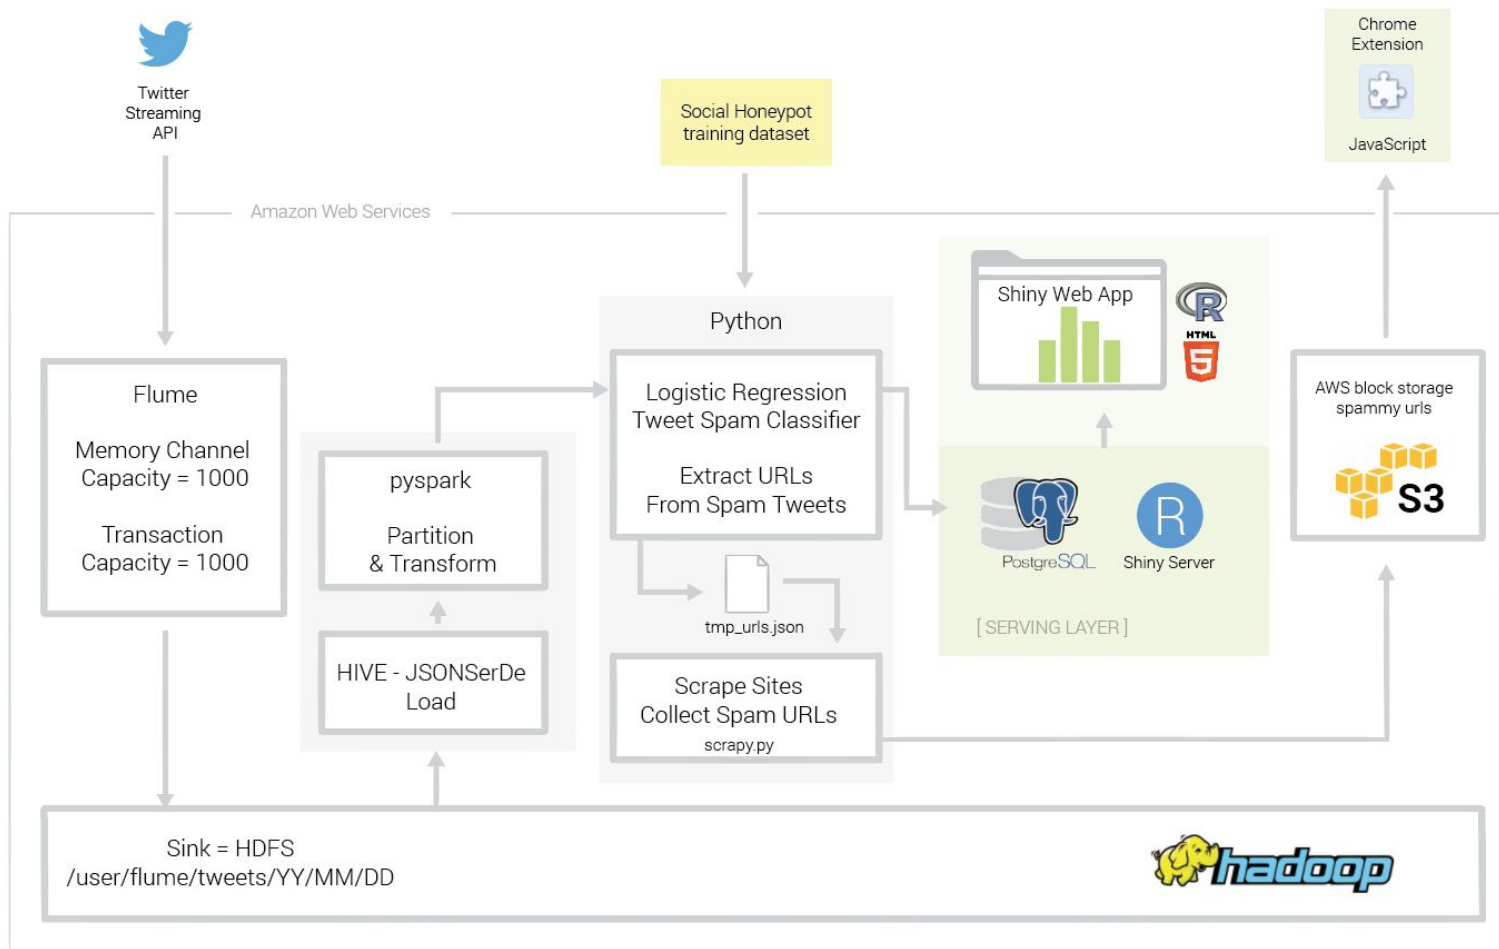 Twitter
Streaming
API
Social Honeypot
training dataset
Chrome
Extension
JavaScript
Amazon Web Services
Flume
Memory Channel
Capacity = 1000
Transaction
Capacity = 1000
pyspark
Partition
& Transform
HIVE - JSONSerDe
Load
Python
Logistic Regression
Tweet Spam Classifier
Extract URLs
From Spam Tweets
tmp_urls.json
Scrape Sites
Collect Spam URLs
scrapy.py
Shiny Web App
R
HTML
5
PostgreSQL
R
Shiny Server
[ SERVING LAYER ]
AWS block storage
spammy urls
S3
Sink = HDFS
/user/flume/tweets/YY/MM/DD
hadoop